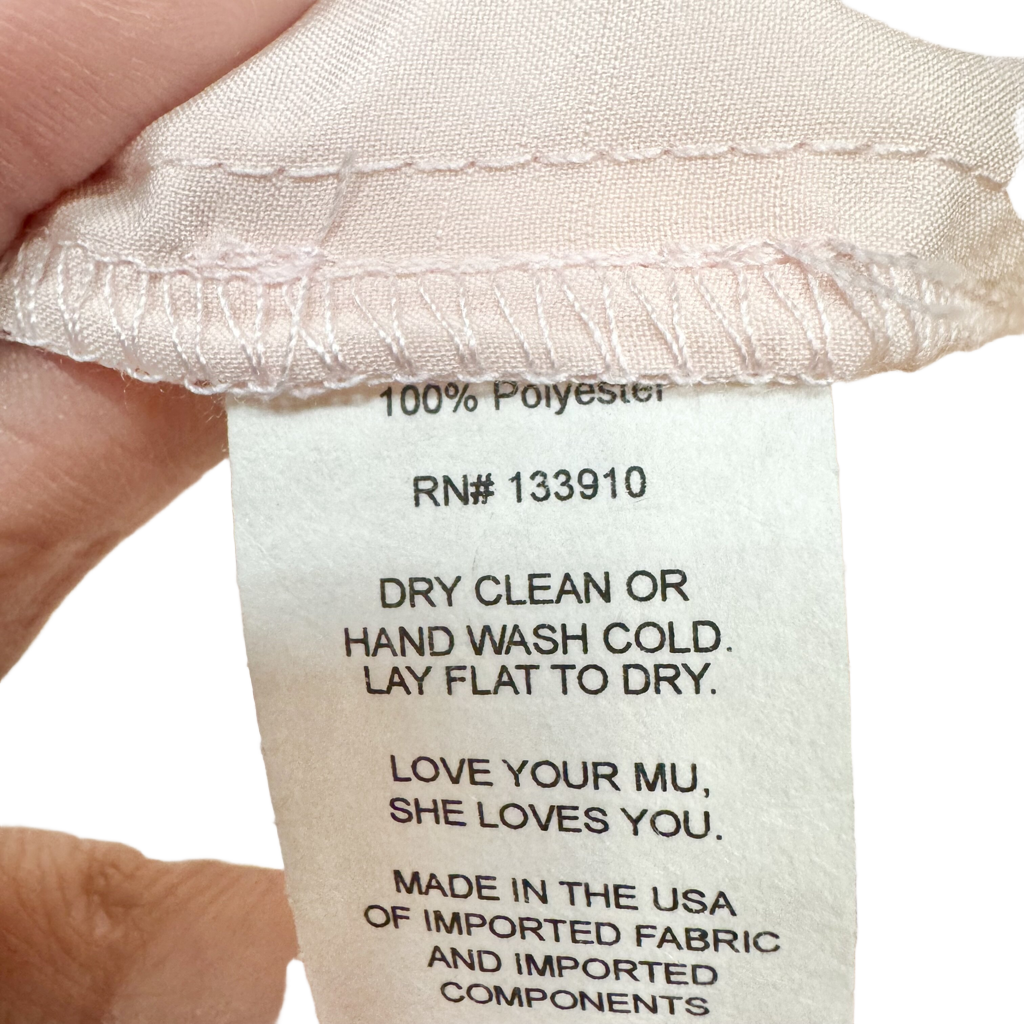 100% Polyester
RN# 133910
DRY CLEAN OR
HAND WASH COLD.
LAY FLAT TO DRY.
LOVE YOUR MU,
SHE LOVES YOU.
MADE IN THE USA
OF IMPORTED FABRIC
AND IMPORTED
COMPONENTS